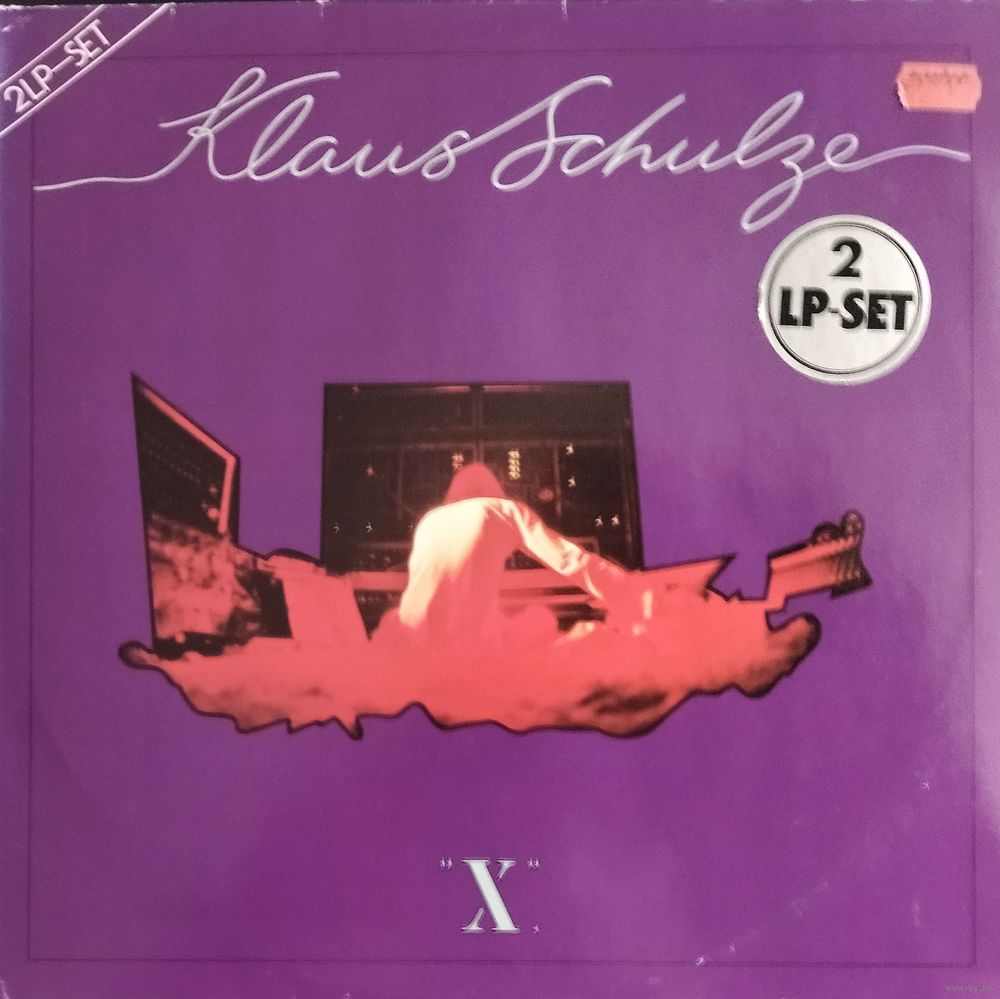 2LP-SET
Klaus Schulze
2
LP-SET
"X"